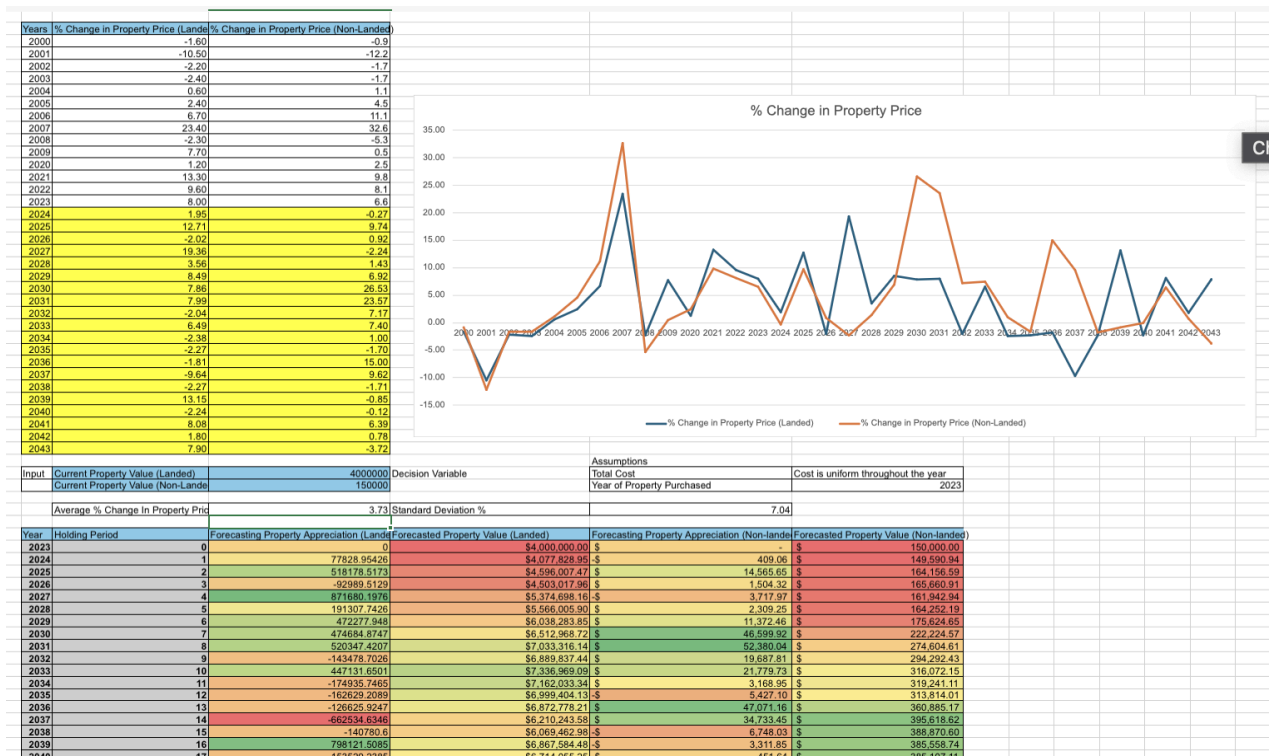 Years % Change in Property Price (Lande % Change in Property Price (Non-Landed)
2000 -1.60 -0.9
2001 -10.50 -12.2
2002 -2.20 -1.7
2003 -2.40 -1.7
2004 0.60 1.1
2005 2.40 4.5
2006 6.70 11.1
2007 23.40 32.6
2008 -2.30 -5.3
2009 7.70 0.5
2020 1.20 2.5
2021 13.30 9.8
2022 9.60 8.1
2023 8.00 6.6
2024 1.95 -0.27
2025 12.71 9.74
2026 -2.02 0.92
2027 19.36 -2.24
2028 3.56 1.43
2029 8.49 6.92
2030 7.86 26.53
2031 7.99 23.57
2032 -2.04 7.17
2033 6.49 7.40
2034 -2.38 1.00
2035 -2.27 -1.70
2036 -1.81 15.00
2037 -9.64 9.62
2038 -2.27 -1.71
2039 13.15 -0.85
2040 -2.24 -0.12
2041 8.08 6.39
2042 1.80 0.78
2043 7.90 -3.72
% Change in Property Price
35.00
30.00
25.00
20.00
15.00
10.00
5.00
0.00
2000 2001 2002 2003 2004 2005 2006 2007 2008 2009 2020 2021 2022 2023 2024 2025 2026 2027 2028 2029 2030 2031 2032 2033 2034 2035 2036 2037 2038 2039 2040 2041 2042 2043
-5.00
-10.00
-15.00
% Change in Property Price (Landed) % Change in Property Price (Non-Landed)
Assumptions
Input Current Property Value (Landed) 4000000 Decision Variable Total Cost Cost is uniform throughout the year
Current Property Value (Non-Lande 150000 Year of Property Purchased 2023
Average % Change In Property Pric 3.73 Standard Deviation % 7.04
Year Holding Period Forecasting Property Appreciation (Lande Forecasted Property Value (Landed) Forecasting Property Appreciation (Non-lande Forecasted Property Value (Non-landed)
2023 0 0 $4,000,000.00 $ - $ 150,000.00
2024 1 77828.95426 $4,077,828.95 -$ 409.06 $ 149,590.94
2025 2 518178.5173 $4,596,007.47 $ 14,565.65 $ 164,156.59
2026 3 -92989.5129 $4,503,017.96 $ 1,504.32 $ 165,660.91
2027 4 871680.1976 $5,374,698.16 -$ 3,717.97 $ 161,942.94
2028 5 191307.7426 $5,566,005.90 $ 2,309.25 $ 164,252.19
2029 6 472277.948 $6,038,283.85 $ 11,372.46 $ 175,624.65
2030 7 474684.8747 $6,512,968.72 $ 46,599.92 $ 222,224.57
2031 8 520347.4207 $7,033,316.14 $ 52,380.04 $ 274,604.61
2032 9 -143478.7026 $6,889,837.44 $ 19,687.81 $ 294,292.43
2033 10 447131.6501 $7,336,969.09 $ 21,779.73 $ 316,072.15
2034 11 -174935.7465 $7,162,033.34 $ 3,168.95 $ 319,241.11
2035 12 -162629.2089 $6,999,404.13 -$ 5,427.10 $ 313,814.01
2036 13 -126625.9247 $6,872,778.21 $ 47,071.16 $ 360,885.17
2037 14 -662534.6346 $6,210,243.58 $ 34,733.45 $ 395,618.62
2038 15 -140780.6 $6,069,462.98 -$ 6,748.03 $ 388,870.60
2039 16 798121.5085 $6,867,584.48 -$ 3,311.85 $ 385,558.74